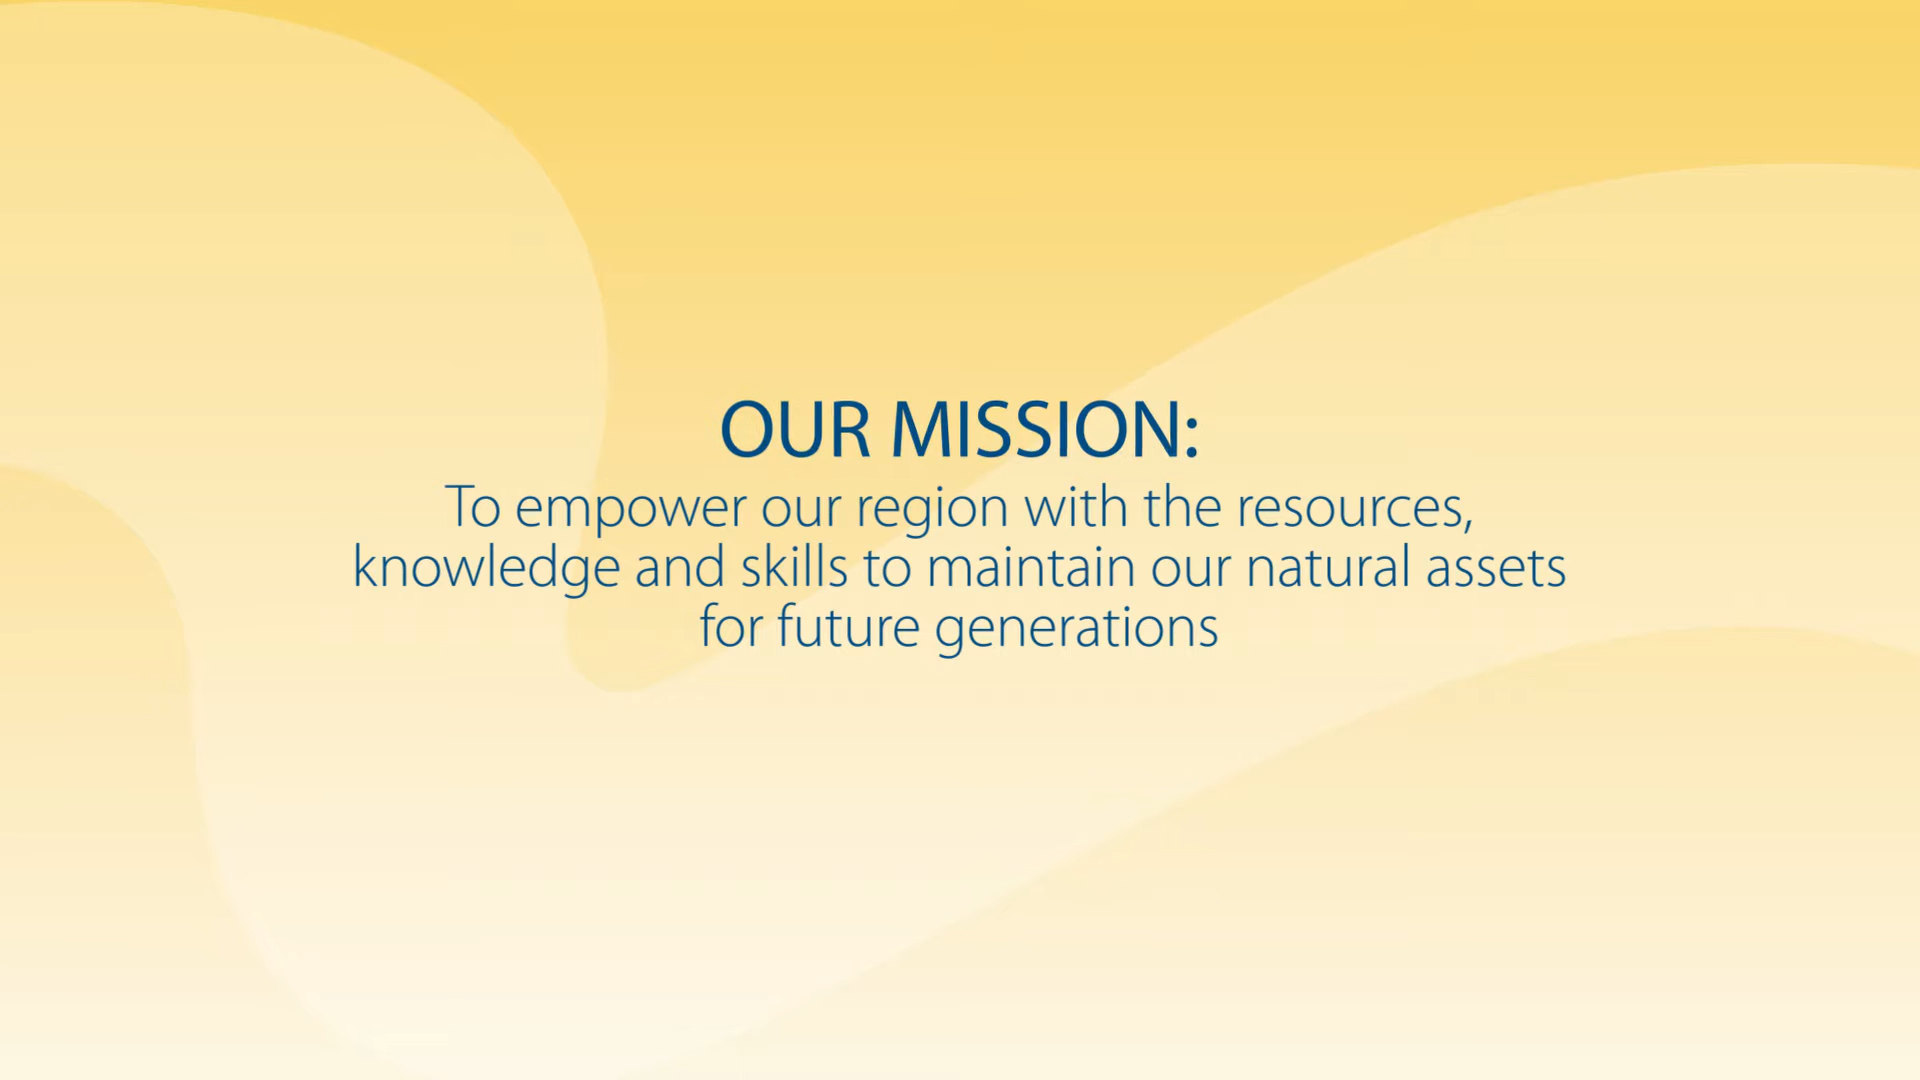 OUR MISSION:
To empower our region with the resources,
knowledge and skills to maintain our natural assets
for future generations